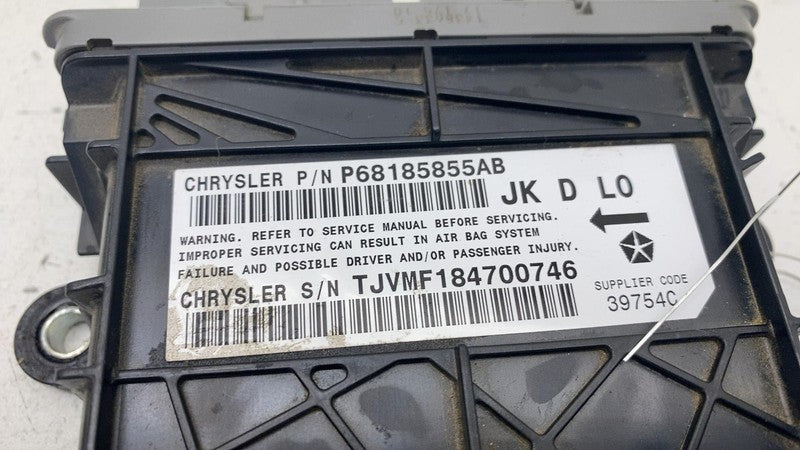 CHRYSLER P/N P68185855AB
JK D LO
WARNING. REFER TO SERVICE MANUAL BEFORE SERVICING.
IMPROPER SERVICING CAN RESULT IN AIR BAG SYSTEM
FAILURE AND POSSIBLE DRIVER AND/OR PASSENGER INJURY.
CHRYSLER S/N TJVMF184700746
SUPPLIER CODE
39754C